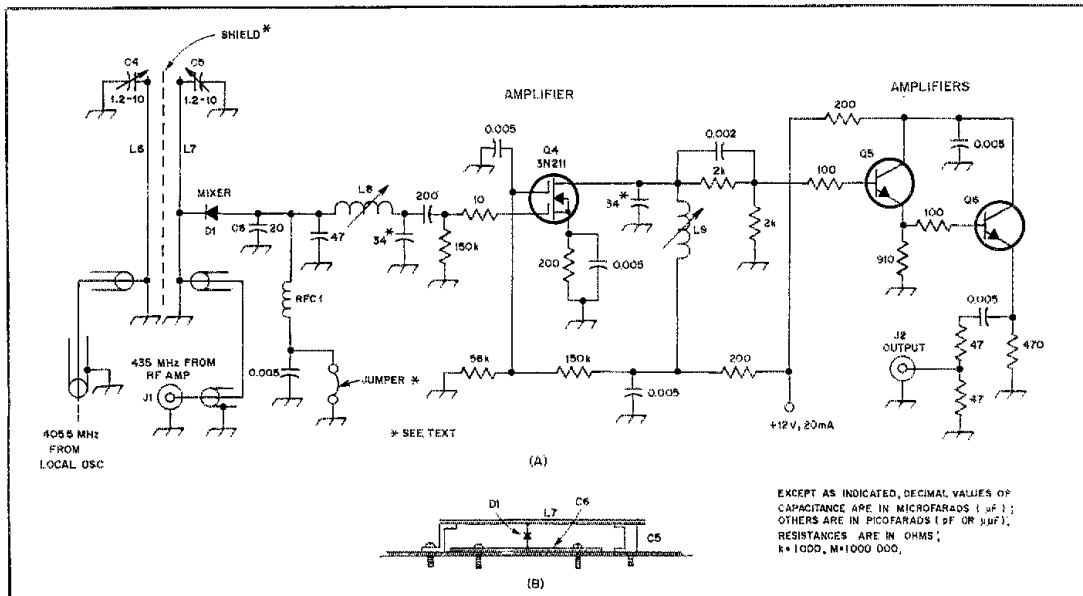 SHIELD*
C4
C5
1.2-10
1.2-10
L6
L7
MIXER
D1
C6
20
47
L8
34*
200
150k
10
RFC1
0.005
JUMPER*
435 MHz FROM
RF AMP
J1
405.5 MHz
FROM
LOCAL OSC
* SEE TEXT
AMPLIFIER
0.005
Q4
3N211
200
0.005
56k
150k
0.005
34*
L9
0.002
2k
2k
200
+12V, 20mA
AMPLIFIERS
200
0.005
Q5
100
910
100
Q6
0.005
47
47
470
J2
OUTPUT
(A)
D1
L7
C6
C5
(B)
EXCEPT AS INDICATED, DECIMAL VALUES OF
CAPACITANCE ARE IN MICROFARADS (µF);
OTHERS ARE IN PICOFARADS (pF OR µµF);
RESISTANCES ARE IN OHMS;
k=1000, M=1000 000,